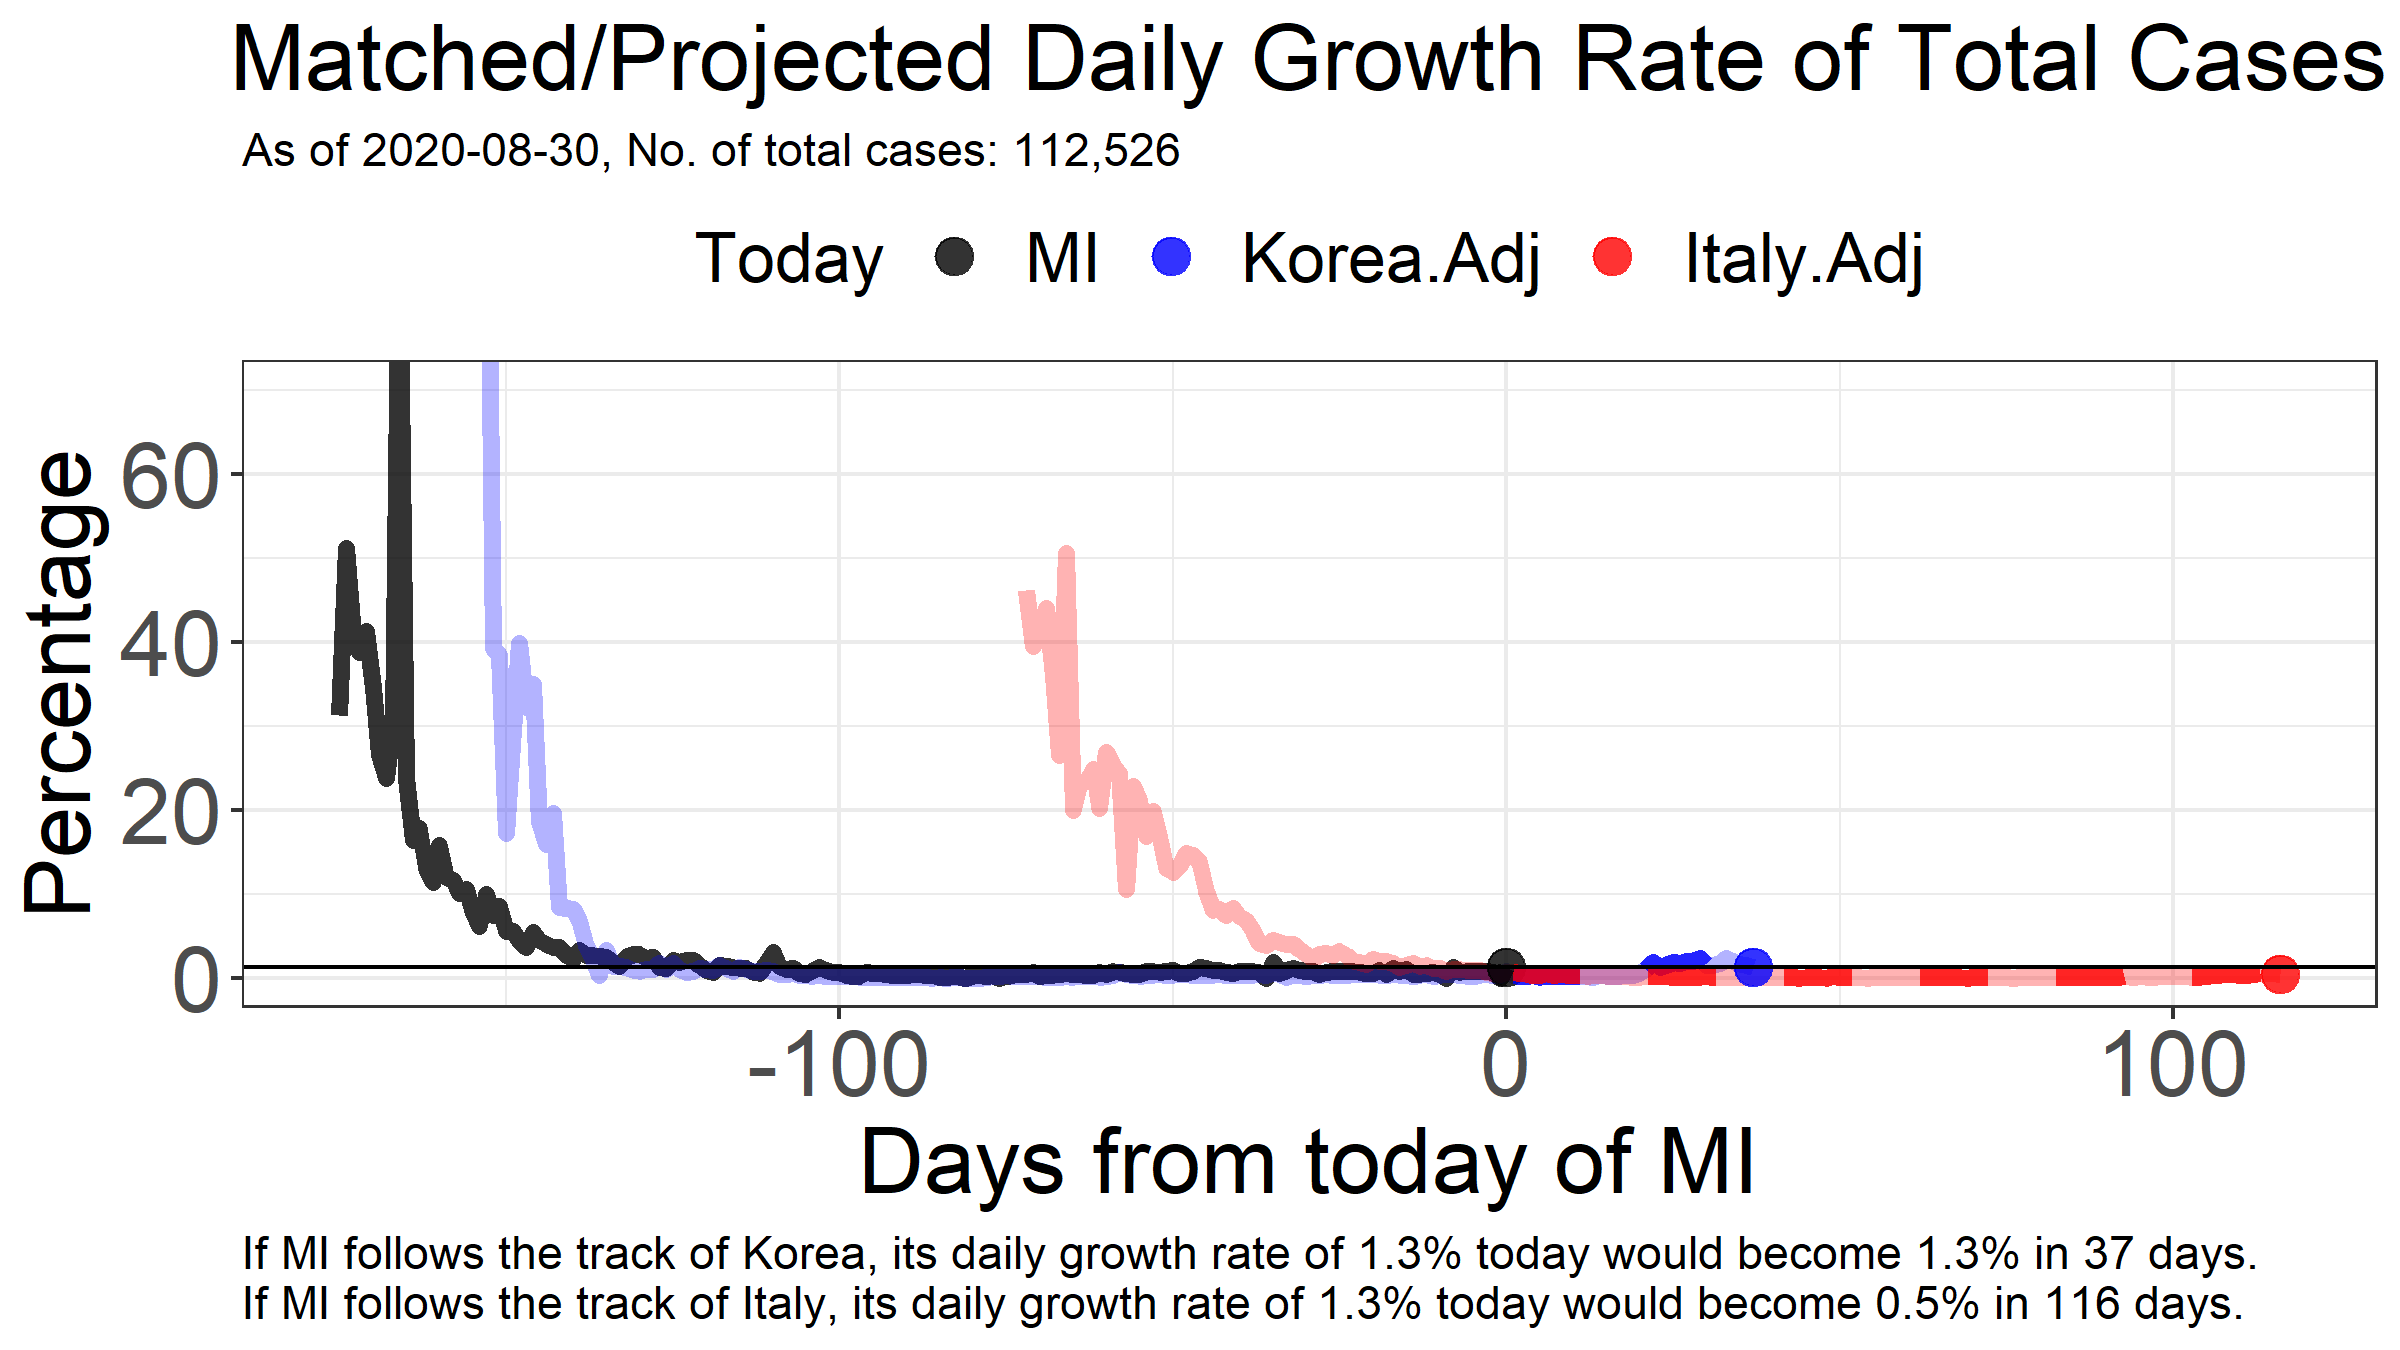 Matched/Projected Daily Growth Rate of Total Cases
As of 2020-08-30, No. of total cases: 112,526
Today MI Korea.Adj Italy.Adj
Percentage
60
40
20
0
-100 0 100
Days from today of MI
If MI follows the track of Korea, its daily growth rate of 1.3% today would become 1.3% in 37 days.
If MI follows the track of Italy, its daily growth rate of 1.3% today would become 0.5% in 116 days.